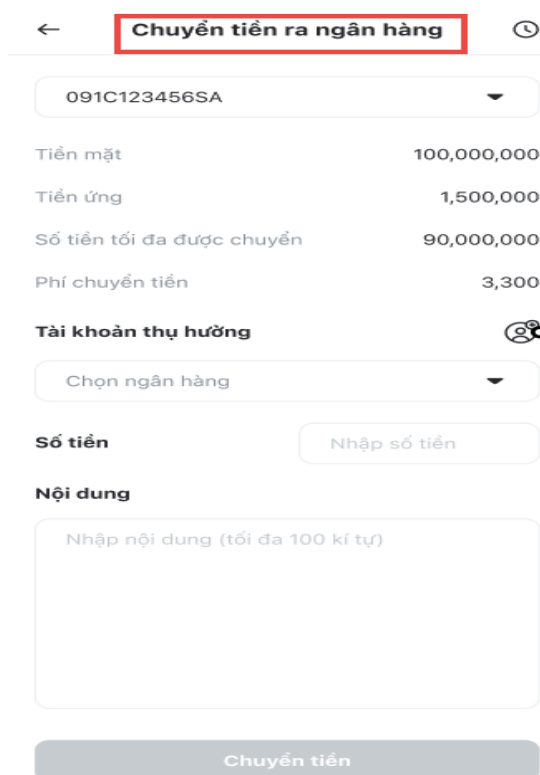 Chuyển tiền ra ngân hàng
091C123456SA
Tiền mặt 100,000,000
Tiền ứng 1,500,000
Số tiền tối đa được chuyển 90,000,000
Phí chuyển tiền 3,300
Tài khoản thụ hưởng
Chọn ngân hàng
Số tiền Nhập số tiền
Nội dung
Nhập nội dung (tối đa 100 kí tự)
Chuyển tiền